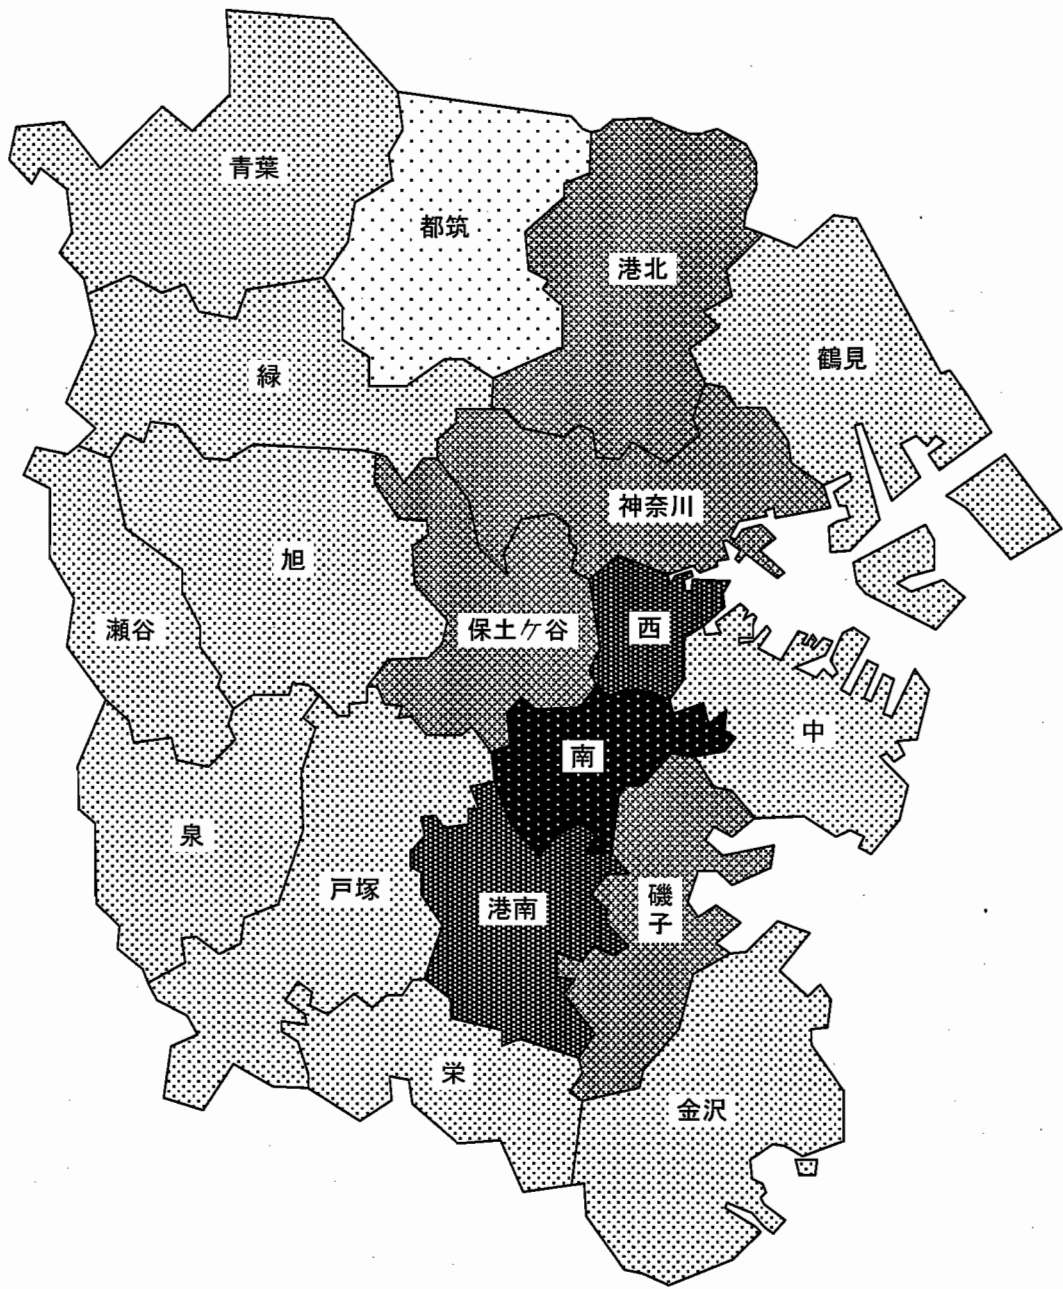 青葉
都筑
港北
鶴見
緑
神奈川
旭
瀬谷
保土ケ谷
西
中
南
泉
戸塚
港南
磯
子
栄
金沢